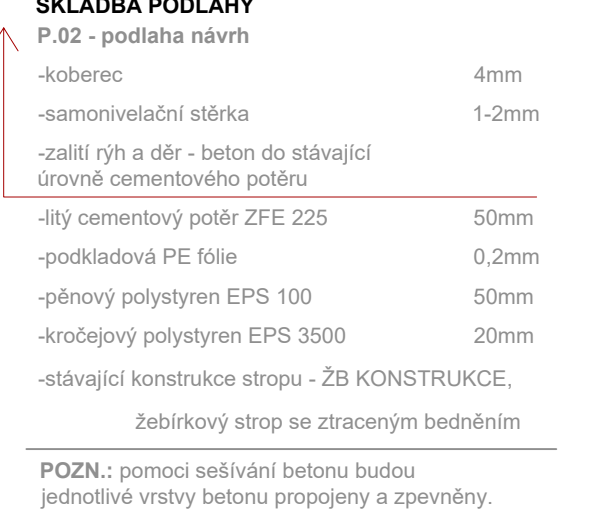 SKLADBA PODLAHY
P.02 - podlaha návrh
-koberec 4mm
-samonivelační stěrka 1-2mm
-zalití rýh a děr - beton do stávající
úrovně cementového potěru
-litý cementový potěr ZFE 225 50mm
-podkladová PE fólie 0,2mm
-pěnový polystyren EPS 100 50mm
-kročejový polystyren EPS 3500 20mm
-stávající konstrukce stropu - ŽB KONSTRUKCE,
žebírkový strop se ztraceným bedněním
POZN.: pomoci sešívání betonu budou
jednotlivé vrstvy betonu propojeny a zpevněny.